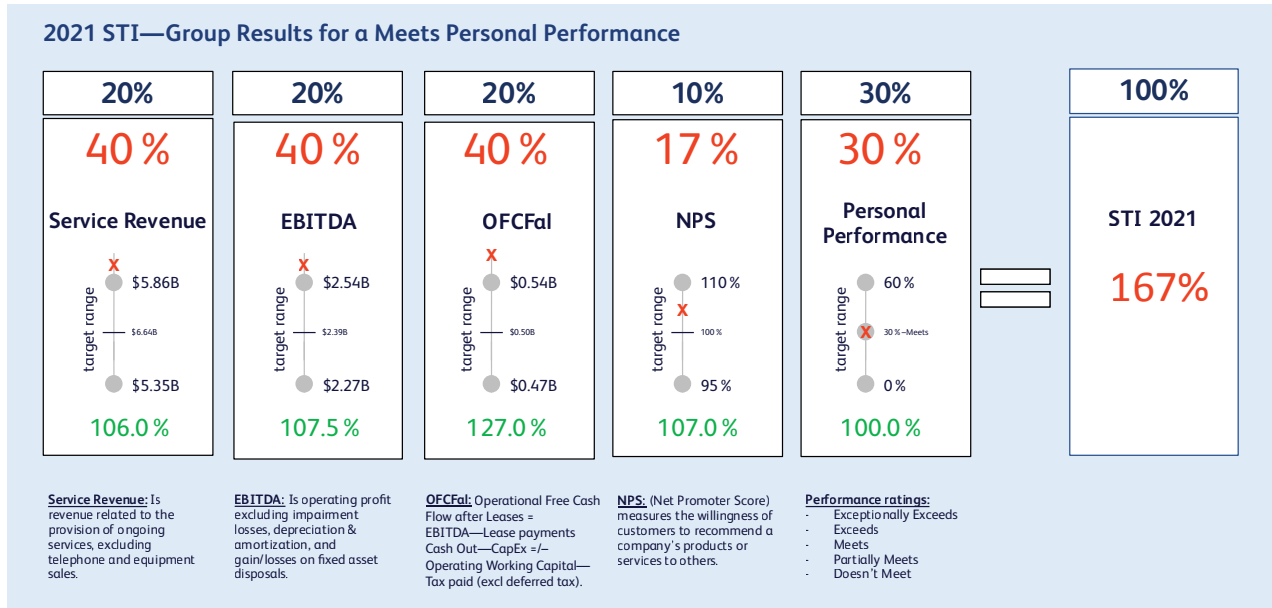 2021 STI—Group Results for a Meets Personal Performance
20%
20%
20%
10%
30%
100%
40 %
40 %
40 %
17 %
30 %
Service Revenue
EBITDA
OFCFal
NPS
Personal
Performance
STI 2021
167%
target range
X
$5.86B
$6.64B
$5.35B
106.0 %
target range
X
$2.54B
$2.39B
$2.27B
107.5 %
target range
X
$0.54B
$0.50B
$0.47B
127.0 %
target range
110 %
X
100 %
95 %
107.0 %
target range
60 %
X
30 %–Meets
0 %
100.0 %
Service Revenue: Is
revenue related to the
provision of ongoing
services, excluding
telephone and equipment
sales.
EBITDA: Is operating profit
excluding impairment
losses, depreciation &
amortization, and
gain/losses on fixed asset
disposals.
OFCFal: Operational Free Cash
Flow after Leases =
EBITDA—Lease payments
Cash Out—CapEx =/–
Operating Working Capital—
Tax paid (excl deferred tax).
NPS: (Net Promoter Score)
measures the willingness of
customers to recommend a
company's products or
services to others.
Performance ratings:
- Exceptionally Exceeds
- Exceeds
- Meets
- Partially Meets
- Doesn't Meet